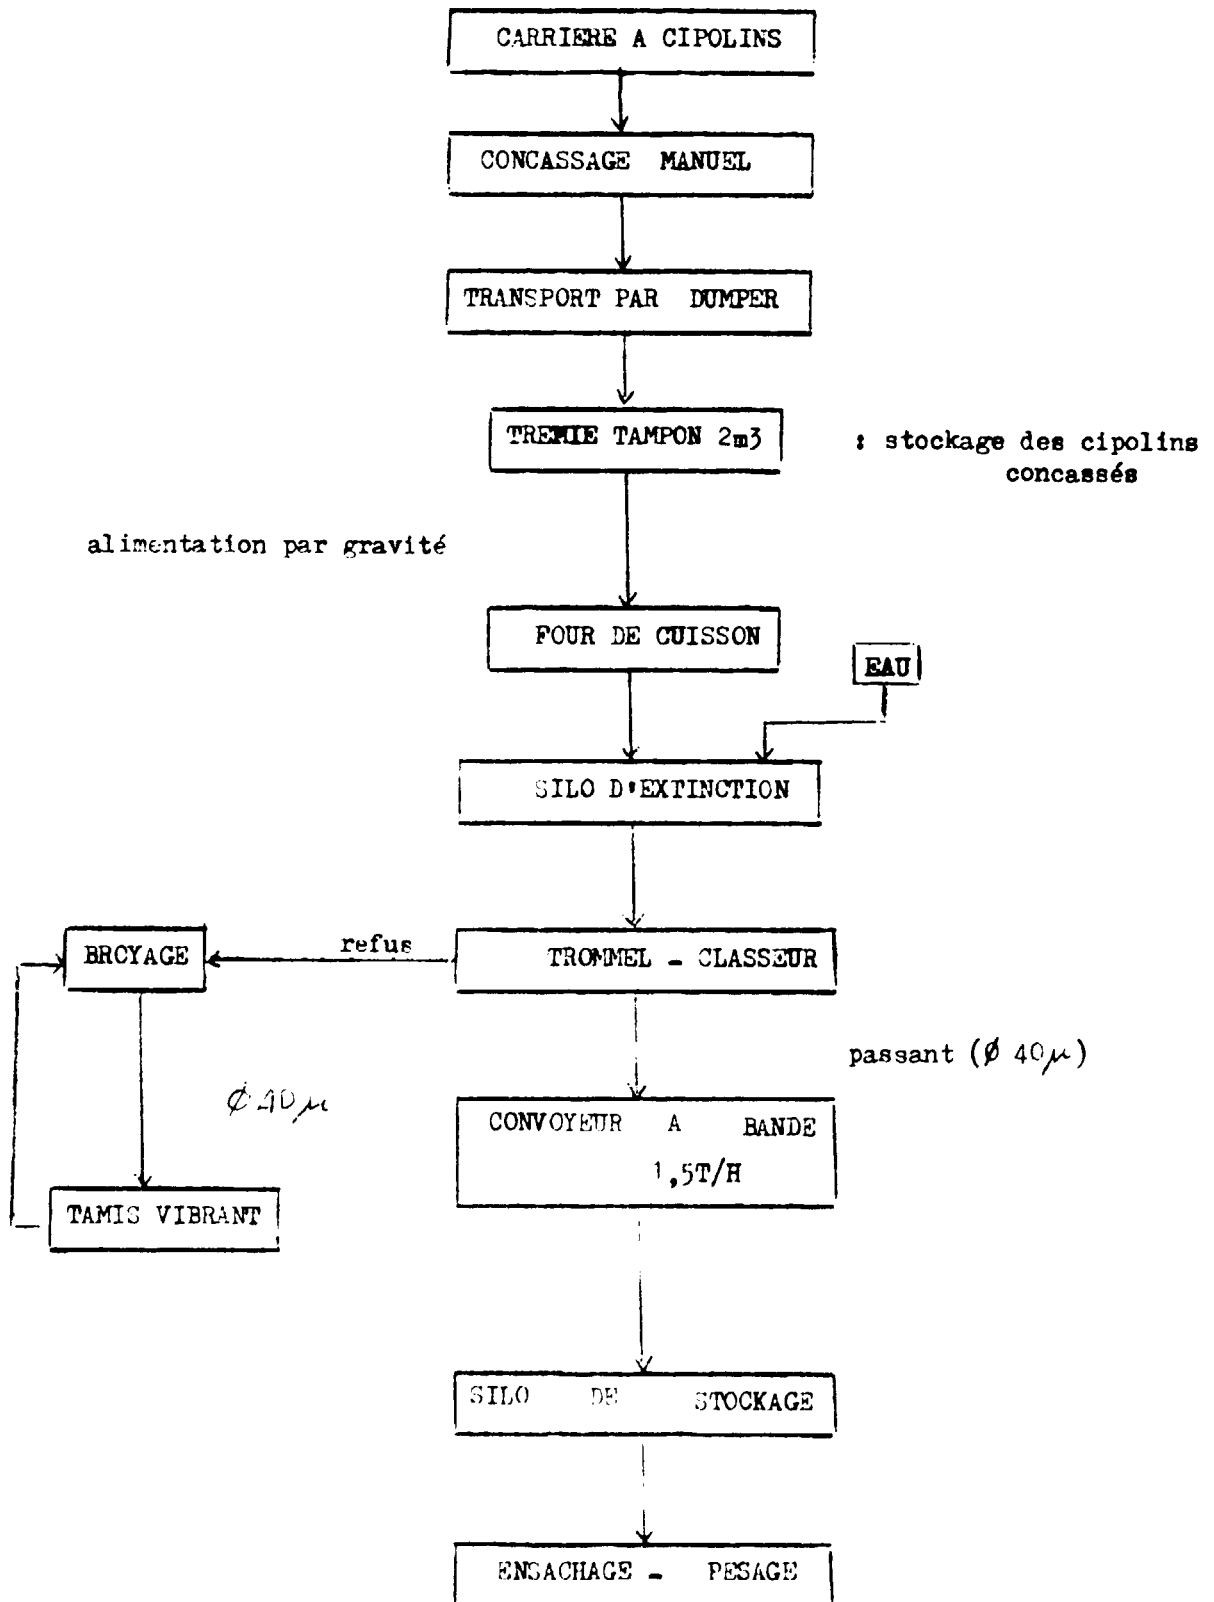 CARRIERE A CIPOLINS
CONCASSAGE MANUEL
TRANSPORT PAR DUMPER
TREMIE TAMPON 2m3
: stockage des cipolins
concassés
alimentation par gravité
FOUR DE CUISSON
EAU
SILO D'EXTINCTION
BROYAGE
refus
TROMMEL - CLASSEUR
passant (Ø 40µ)
Ø 40µ
CONVOYEUR A BANDE
1,5T/H
TAMIS VIBRANT
SILO DE STOCKAGE
ENSACHAGE - PESAGE